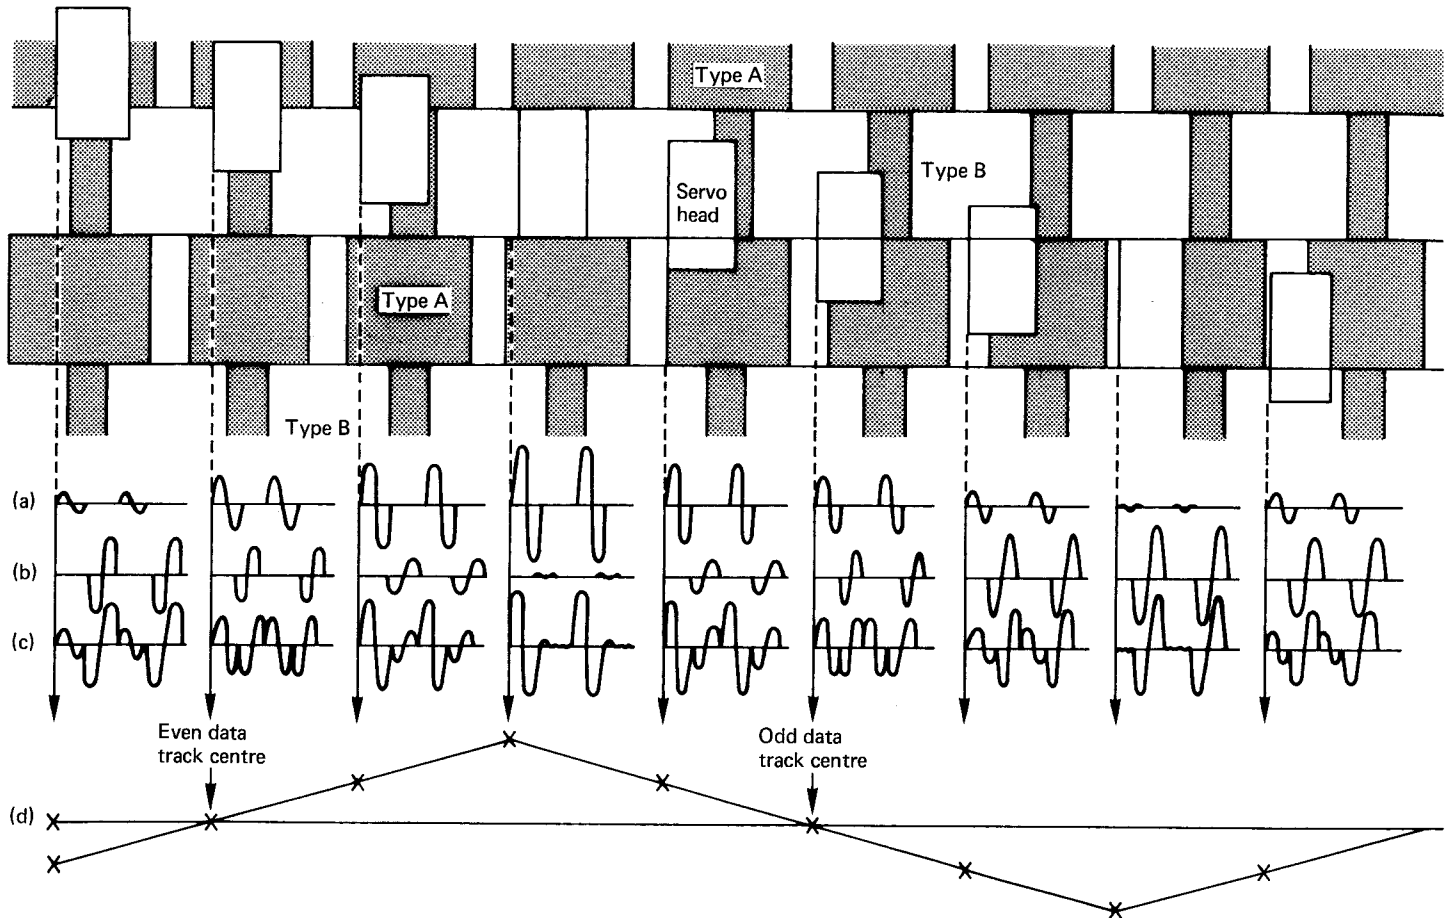 Type A
Type B
Servo
head
Type A
Type B
(a)
(b)
(c)
Even data
track centre
Odd data
track centre
(d)